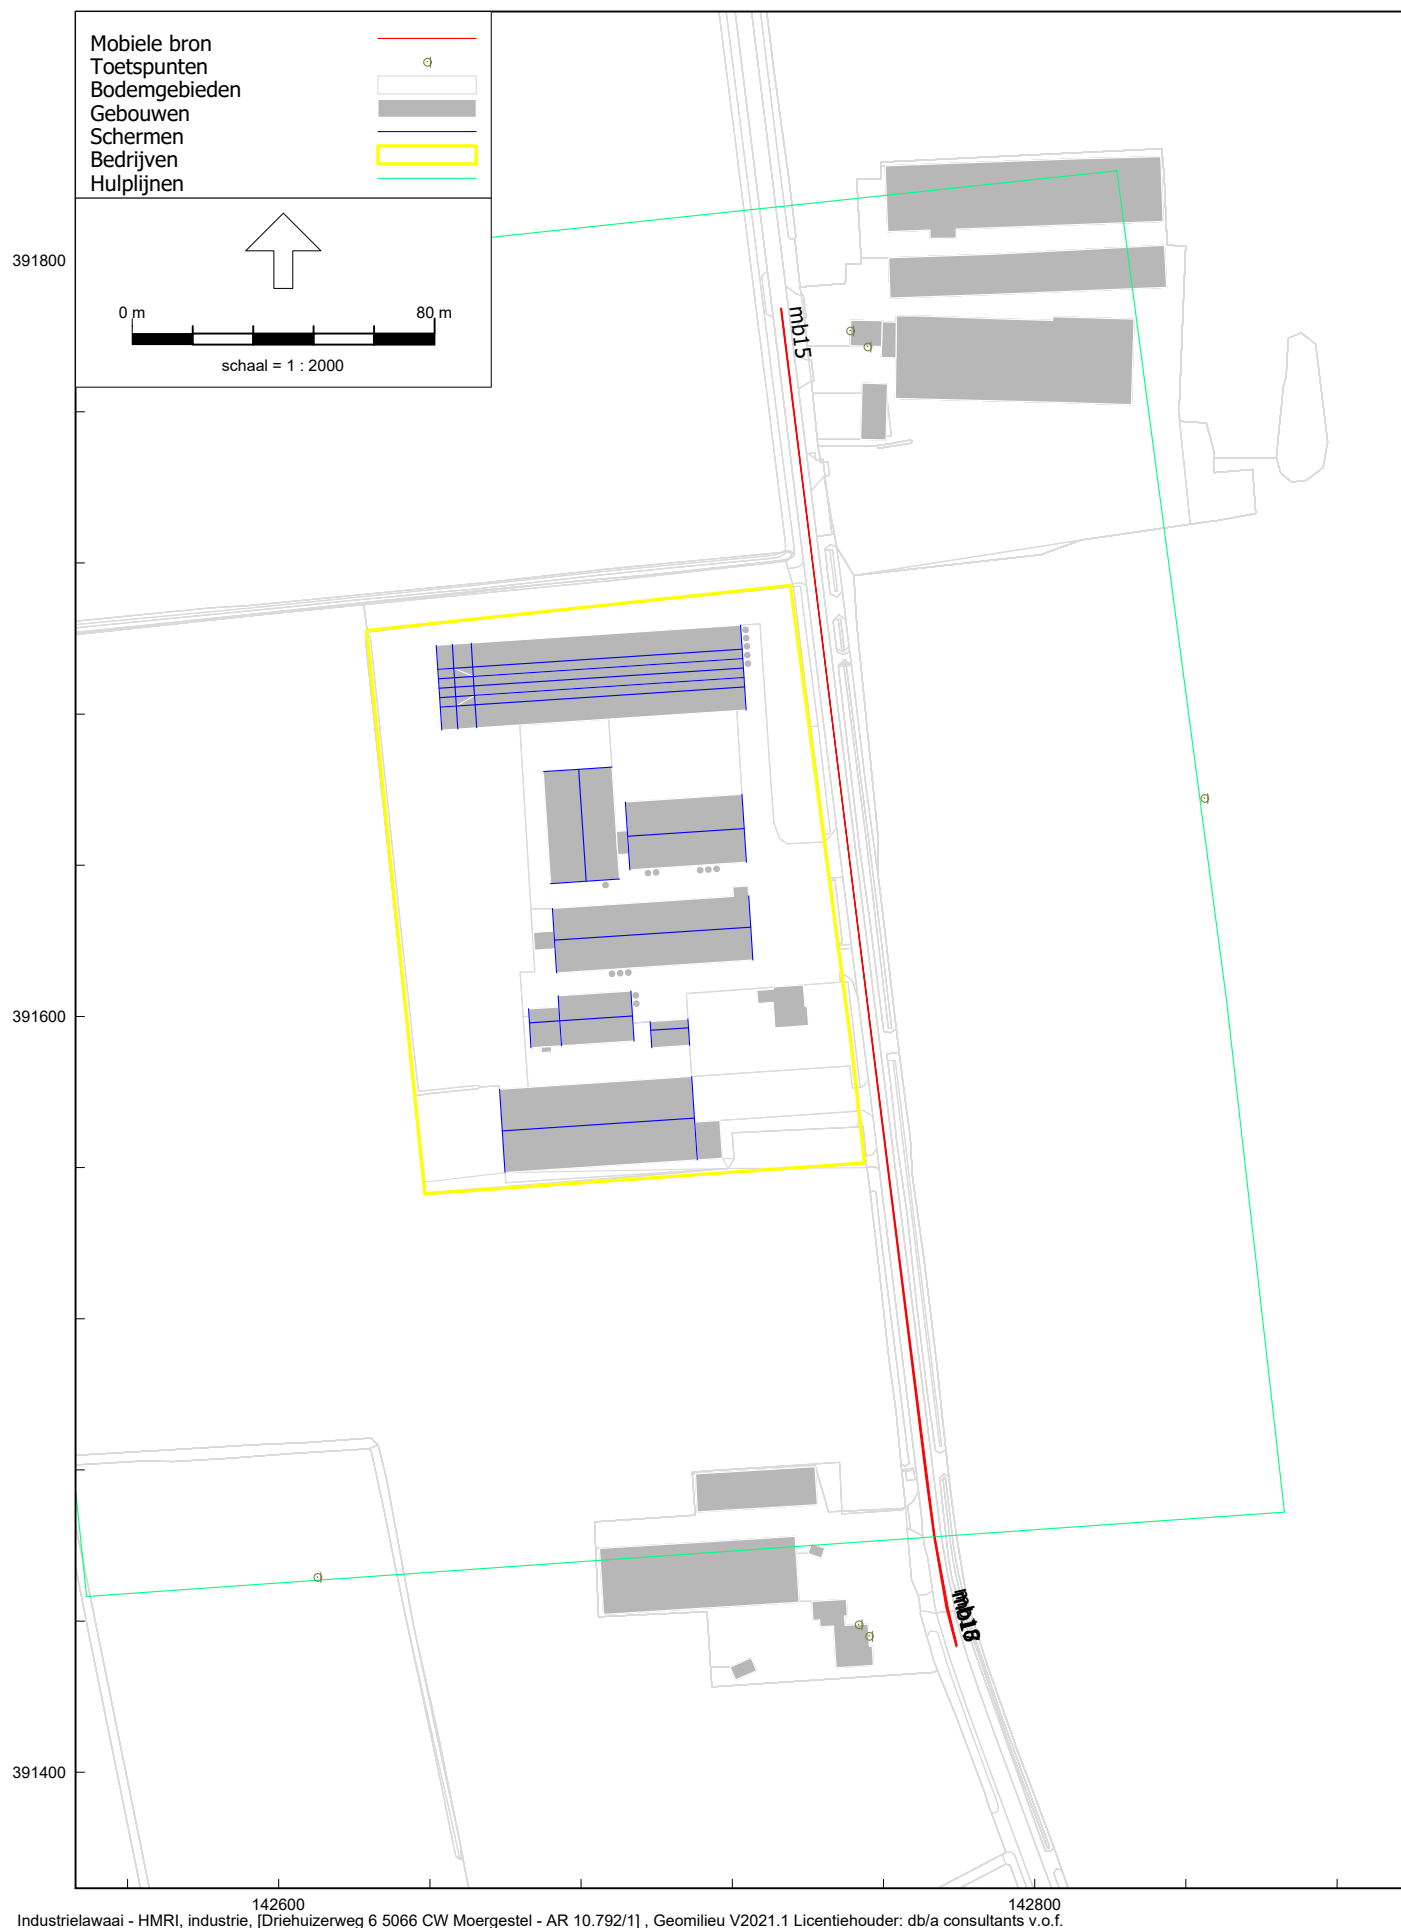 Mobiele bron
Toetspunten
Bodemgebieden
Gebouwen
Schermen
Bedrijven
Hulplijnen
0 m 80 m
schaal = 1 : 2000
391800
mb15
391600
391400
142600 142800
Industrielawaai - HMRI, industrie, [Driehuizerweg 6 5066 CW Moergestel - AR 10.792/1] , Geomilieu V2021.1 Licentiehouder: db/a consultants v.o.f.